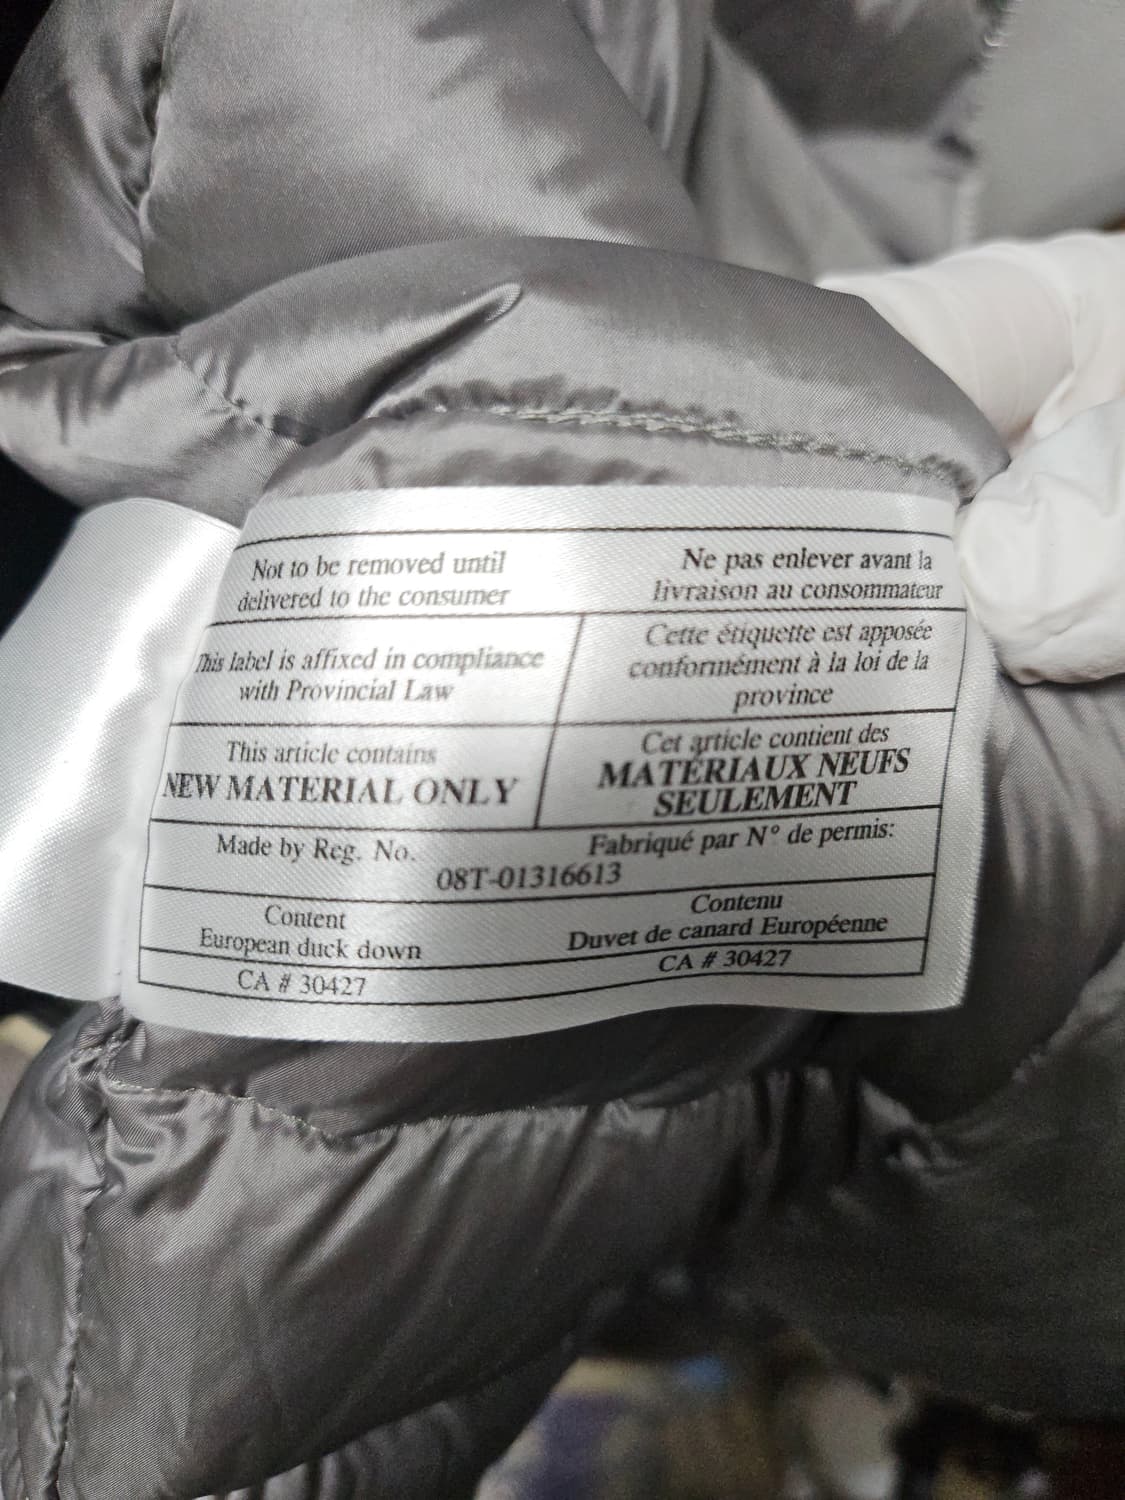 Not to be removed until
delivered to the consumer
Ne pas enlever avant la
livraison au consommateur
This label is affixed in compliance
with Provincial Law
Cette étiquette est apposée
conformément à la loi de la
province
This article contains
NEW MATERIAL ONLY
Cet article contient des
MATÉRIAUX NEUFS
SEULEMENT
Made by Reg. No.
Fabriqué par N° de permis:
08T-01316613
Content
European duck down
Contenu
Duvet de canard Européenne
CA # 30427
CA # 30427